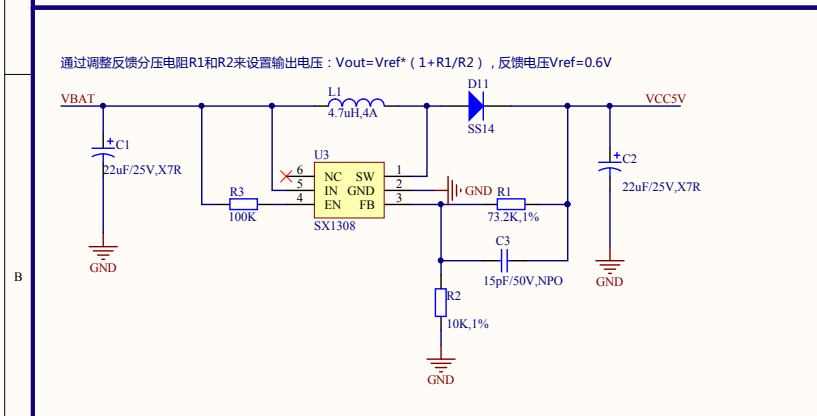 通过调整反馈分压电阻R1和R2来设置输出电压：Vout=Vref*（1+R1/R2），反馈电压Vref=0.6V
VBAT
L1
4.7uH,4A
D11
SS14
VCC5V
C1
22uF/25V,X7R
GND
R3
100K
U3
6 NC SW 1
5 IN GND 2
4 EN FB 3
SX1308
GND
R1
73.2K,1%
C3
15pF/50V,NPO
R2
10K,1%
GND
C2
22uF/25V,X7R
GND
B